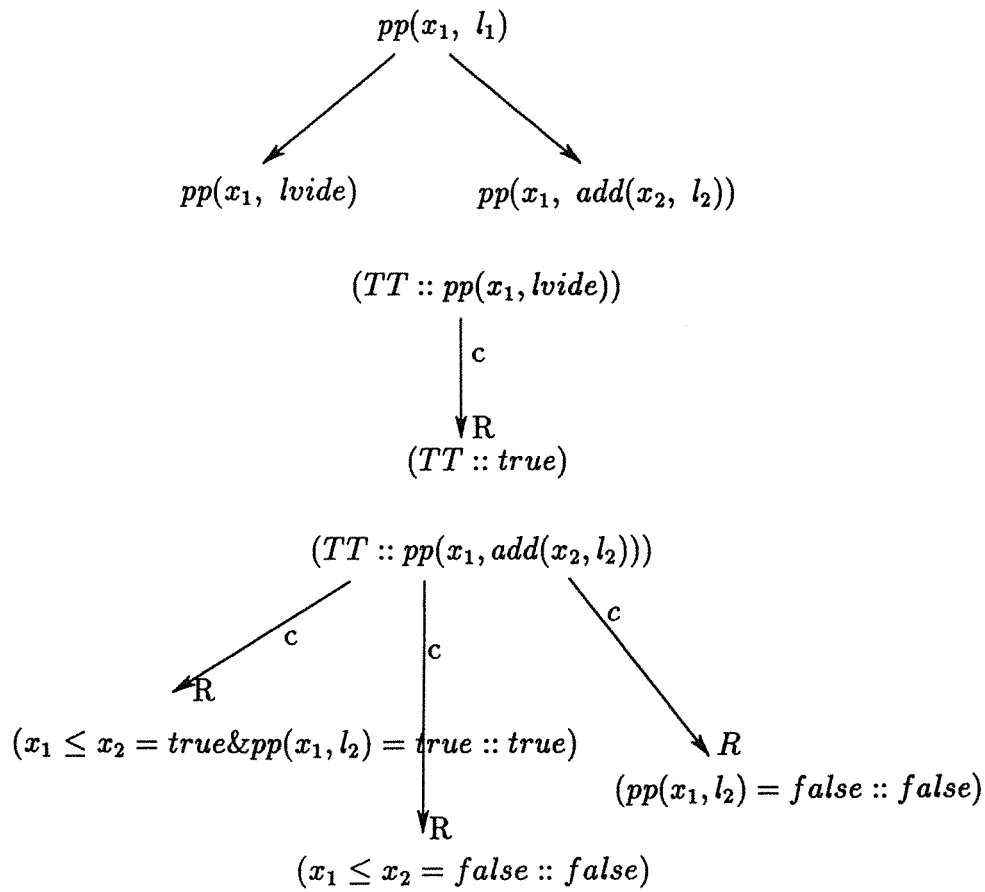 pp(x₁, l₁)
pp(x₁, lvide) pp(x₁, add(x₂, l₂))
(TT :: pp(x₁, lvide))
c
R
(TT :: true)
(TT :: pp(x₁, add(x₂, l₂)))
c c c
R
(x₁ ≤ x₂ = true&pp(x₁, l₂) = true :: true)
R
(pp(x₁, l₂) = false :: false)
R
(x₁ ≤ x₂ = false :: false)